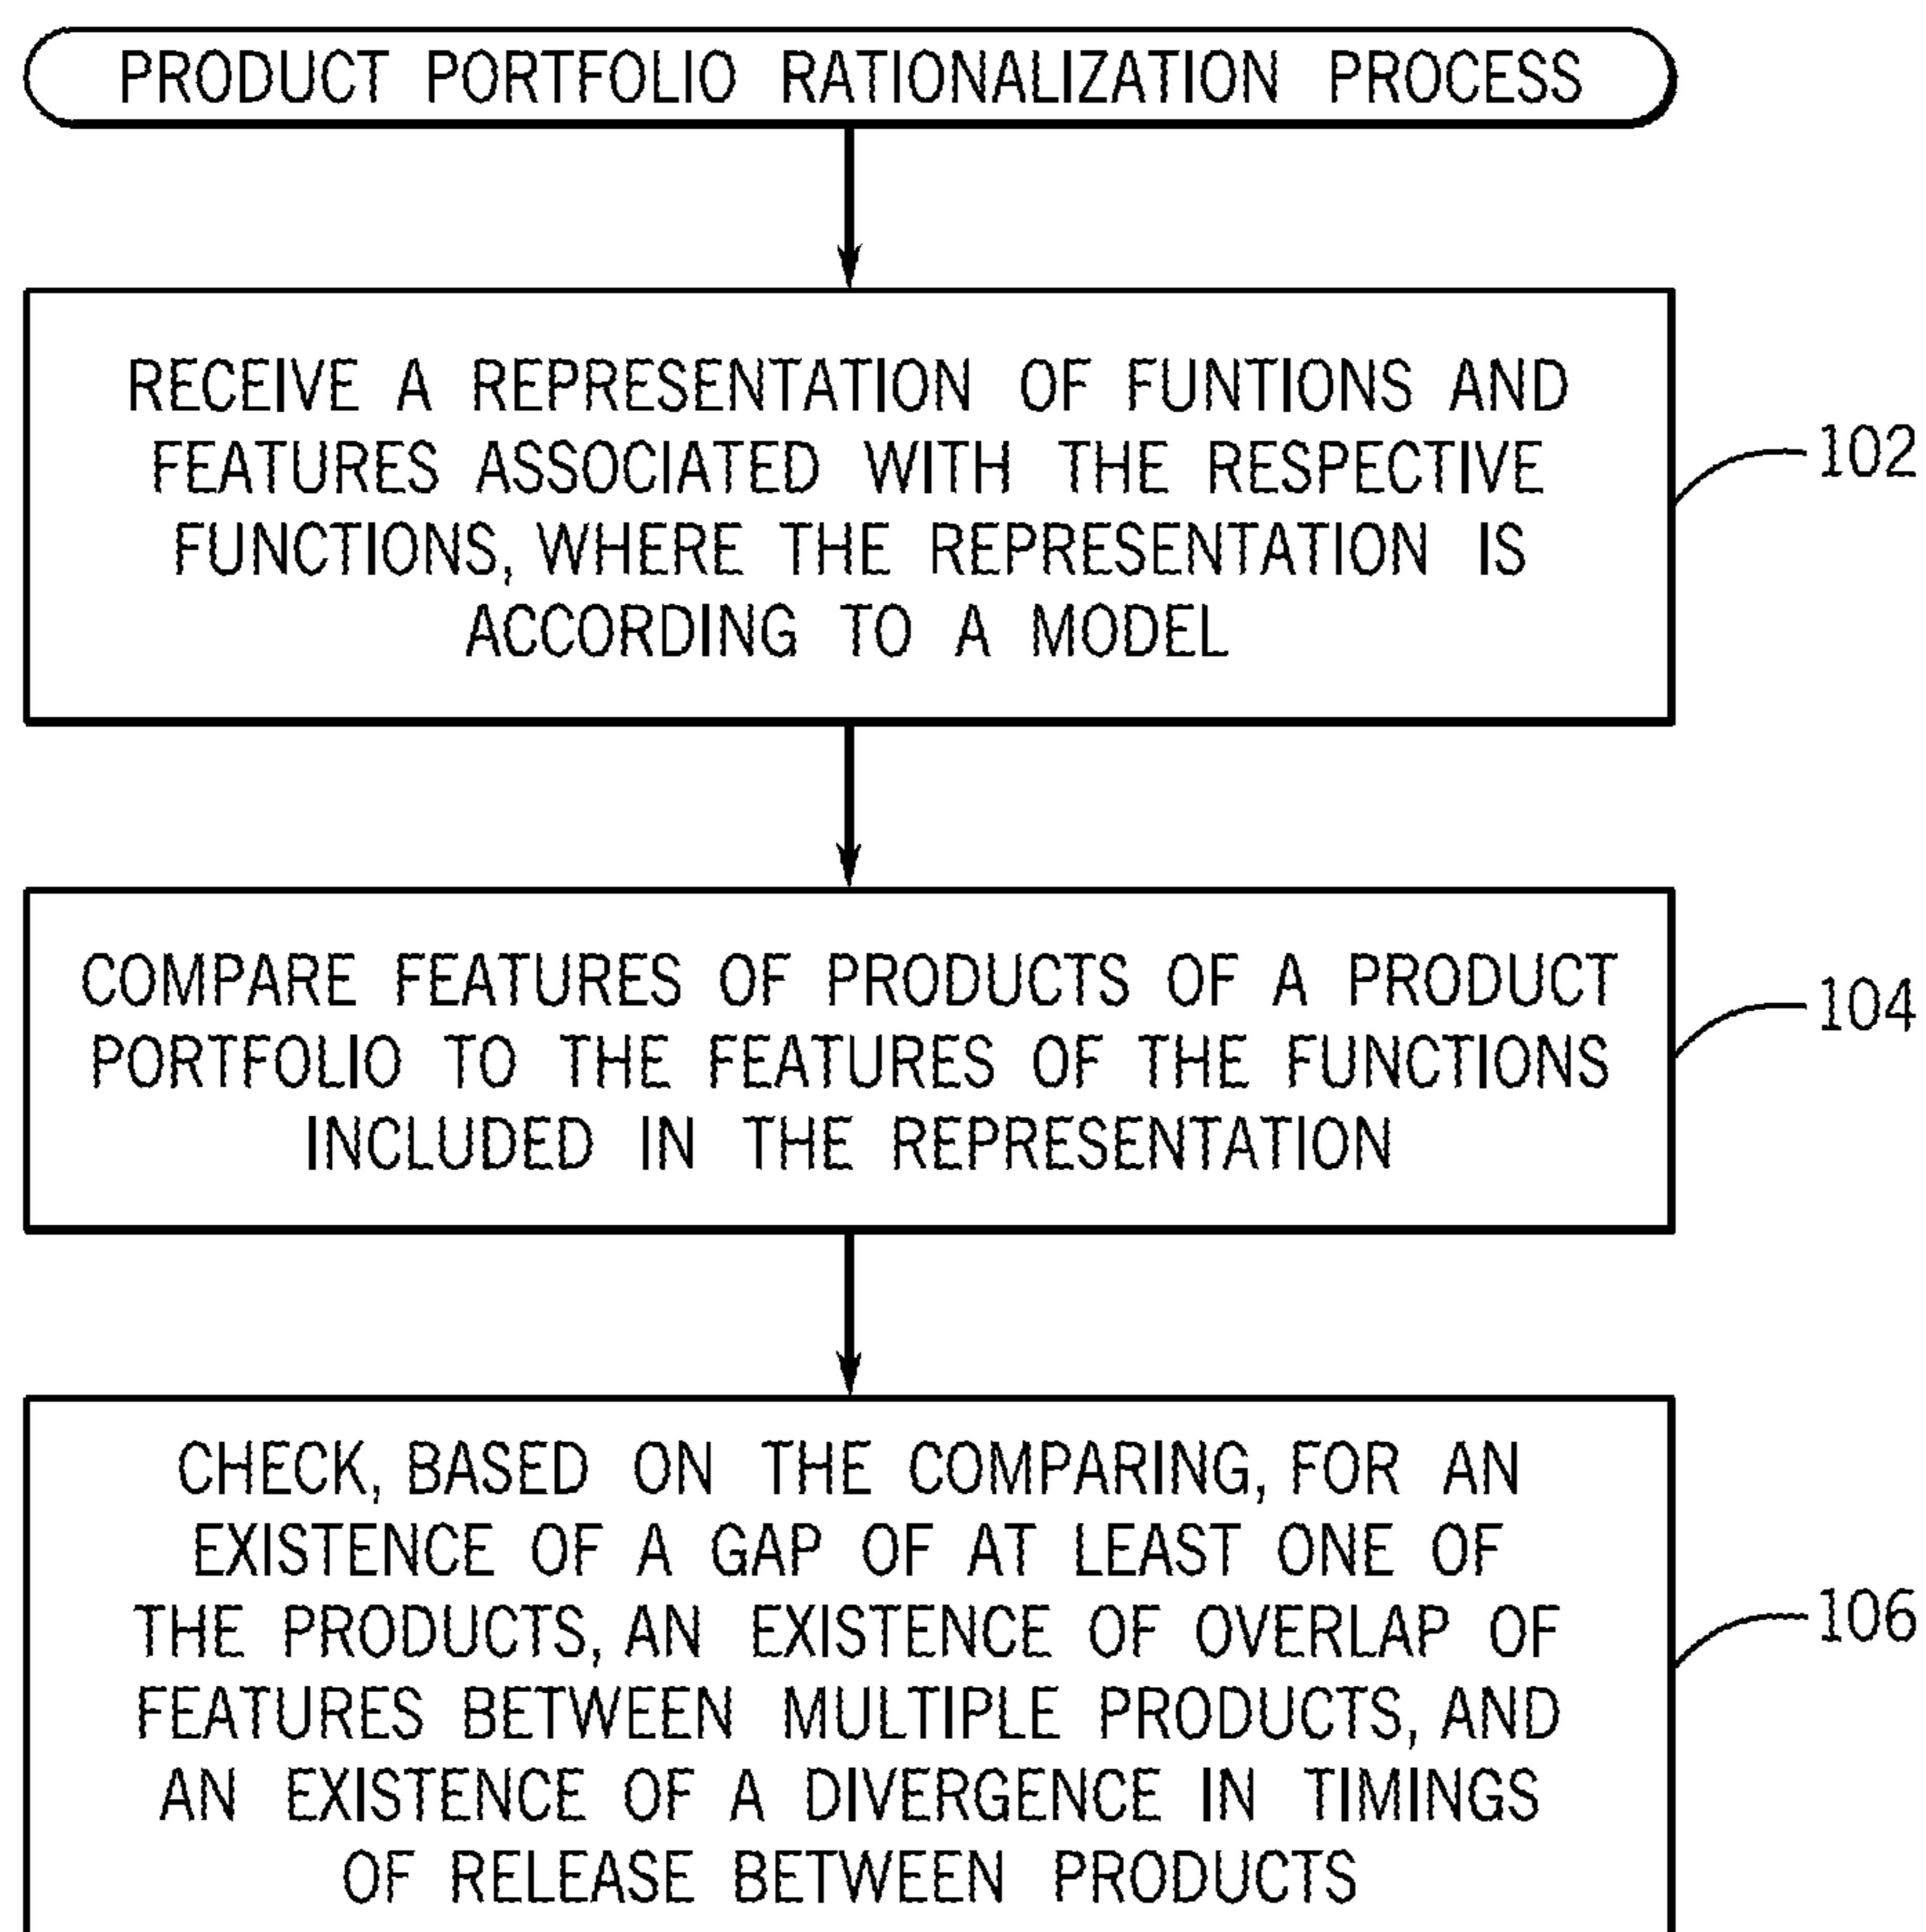 PRODUCT PORTFOLIO RATIONALIZATION PROCESS
RECEIVE A REPRESENTATION OF FUNTIONS AND
FEATURES ASSOCIATED WITH THE RESPECTIVE
FUNCTIONS, WHERE THE REPRESENTATION IS
ACCORDING TO A MODEL
102
COMPARE FEATURES OF PRODUCTS OF A PRODUCT
PORTFOLIO TO THE FEATURES OF THE FUNCTIONS
INCLUDED IN THE REPRESENTATION
104
CHECK, BASED ON THE COMPARING, FOR AN
EXISTENCE OF A GAP OF AT LEAST ONE OF
THE PRODUCTS, AN EXISTENCE OF OVERLAP OF
FEATURES BETWEEN MULTIPLE PRODUCTS, AND
AN EXISTENCE OF A DIVERGENCE IN TIMINGS
OF RELEASE BETWEEN PRODUCTS
106